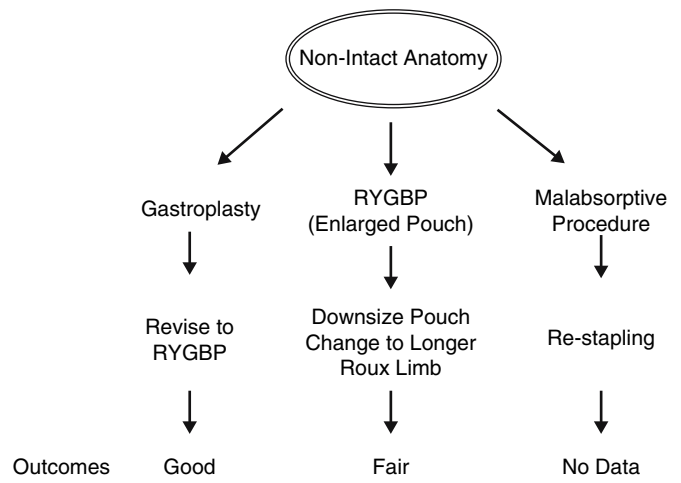 Non-Intact Anatomy
Gastroplasty
RYGBP
(Enlarged Pouch)
Malabsorptive
Procedure
Revise to
RYGBP
Downsize Pouch
Change to Longer
Roux Limb
Re-stapling
Outcomes
Good
Fair
No Data